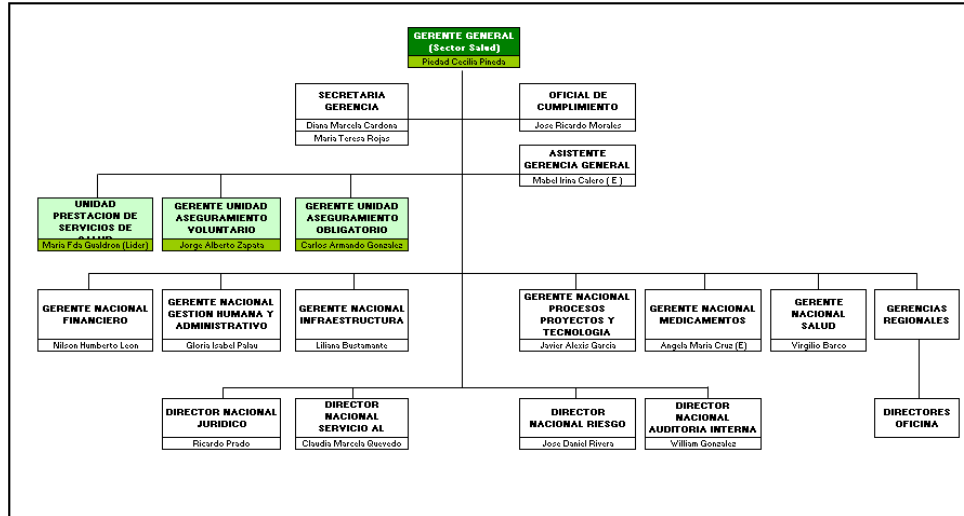 GERENTE GENERAL
(Sector Salud)
Piedad Cecilia Pineda
SECRETARIA
GERENCIA
Diana Marcela Cardona
Maria Teresa Rojas
OFICIAL DE
CUMPLIMIENTO
Jose Ricardo Morales
ASISTENTE
GERENCIA GENERAL
Mabel Irina Calero ( E )
UNIDAD
PRESTACION DE
SERVICIOS DE
Maria Fda Gualdron (Lider)
GERENTE UNIDAD
ASEGURAMIENTO
VOLUNTARIO
Jorge Alberto Zapata
GERENTE UNIDAD
ASEGURAMIENTO
OBLIGATORIO
Carlos Armando Gonzalez
GERENTE NACIONAL
FINANCIERO
Nilson Humberto Leon
GERENTE NACIONAL
GESTION HUMANA Y
ADMINISTRATIVO
Gloria Isabel Palau
GERENTE NACIONAL
INFRAESTRUCTURA
Liliana Bustamante
GERENTE NACIONAL
PROCESOS
PROYECTOS Y
TECNOLOGIA
Javier Alexis Garcia
GERENTE NACIONAL
MEDICAMENTOS
Angela Maria Cruz (E)
GERENTE
NACIONAL
SALUD
Virgilio Barco
GERENCIAS
REGIONALES
DIRECTOR NACIONAL
JURIDICO
Ricardo Prado
DIRECTOR
NACIONAL
SERVICIO AL
Claudia Marcela Quevedo
DIRECTOR
NACIONAL RIESGO
Jose Daniel Rivera
DIRECTOR
NACIONAL
AUDITORIA INTERNA
William Gonzalez
DIRECTORES
OFICINA